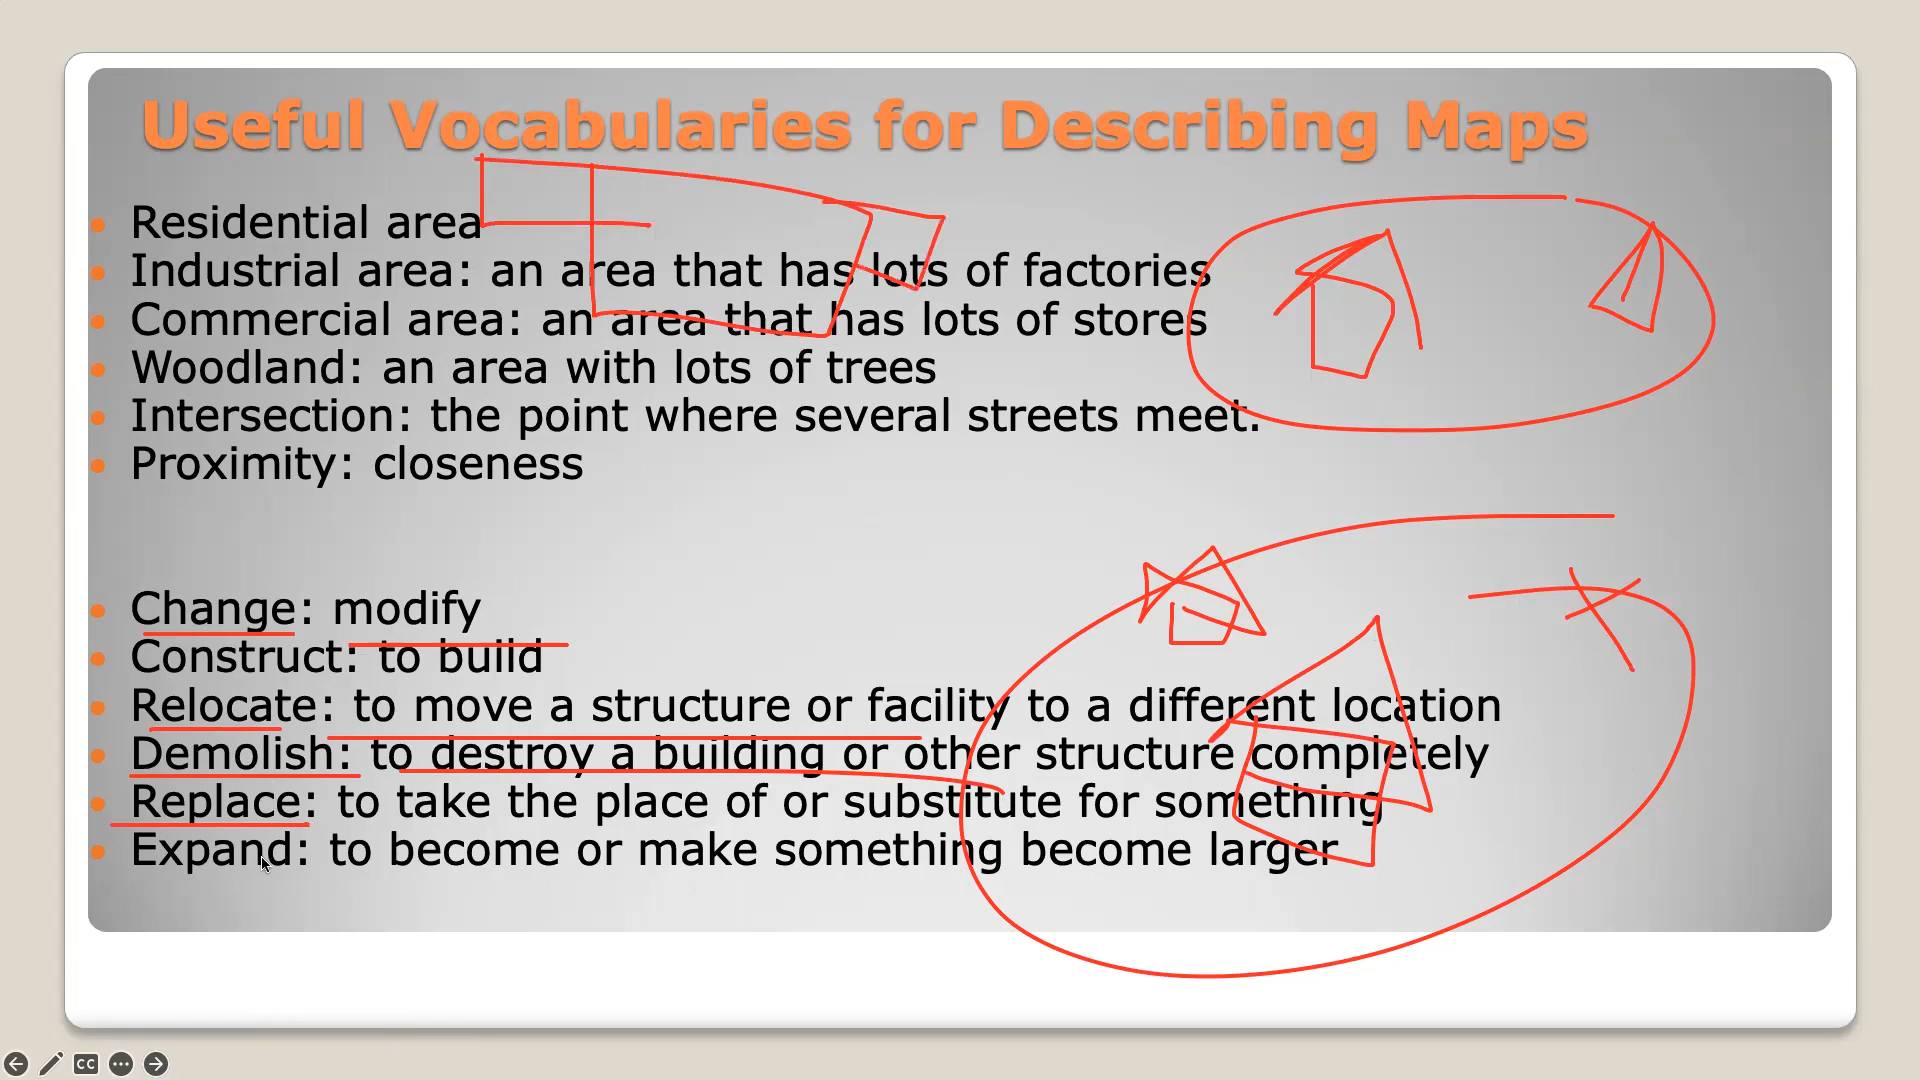 Useful Vocabularies for Describing Maps
Residential area
Industrial area: an area that has lots of factories
Commercial area: an area that has lots of stores
Woodland: an area with lots of trees
Intersection: the point where several streets meet.
Proximity: closeness
Change: modify
Construct: to build
Relocate: to move a structure or facility to a different location
Demolish: to destroy a building or other structure completely
Replace: to take the place of or substitute for something
Expand: to become or make something become larger
CC